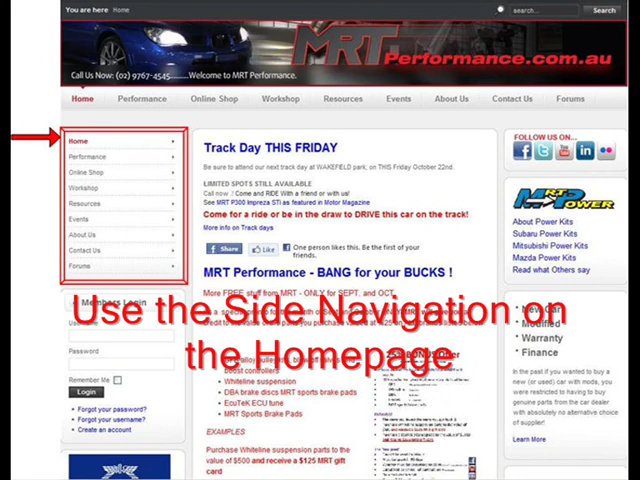 You are here: Home
search...
Search
MRT Performance.com.au
Call Us Now: (02) 9767-4545......Welcome to MRT Performance.
Home Performance Online Shop Workshop Resources Events About Us Contact Us Forums
Home
Performance
Online Shop
Workshop
Resources
Events
About Us
Contact Us
Forums
Members Login
Username
Password
Remember Me
Login
Forgot your password?
Forgot your username?
Create an account
Track Day THIS FRIDAY
Be sure to attend our next track day at WAKEFIELD park, on THIS Friday October 22nd.
LIMITED SPOTS STILL AVAILABLE
Call now .! Come and RIDE With a friend or with us!
See MRT P300 Impreza STi as featured in Motor Magazine
Come for a ride or be in the draw to DRIVE this car on the track!
More info on Track days
Share
Like
One person likes this. Be the first of your
friends.
MRT Performance - BANG for your BUCKS !
More FREE stuff from MRT - ONLY for SEPT. and OCT.
Use the Side Navigation on
the Homepage
boost controllers
Whiteline suspension
DBA brake discs MRT sports brake pads
EcuTek ECU tune
MRT Sports Brake Pads
EXAMPLES
Purchase Whiteline suspension parts to the
value of $500 and receive a $125 MRT gift
card
FOLLOW US ON...
MRT POWER
About Power Kits
Subaru Power Kits
Mitsubishi Power Kits
Mazda Power Kits
Read what Others say
New Car
Modified
Warranty
Finance
In the past if you wanted to buy a
new (or used) car with mods, you
were restricted to having to buy
genuine parts from the car dealer
with absolutely no alternative choice
of supplier!
Learn More